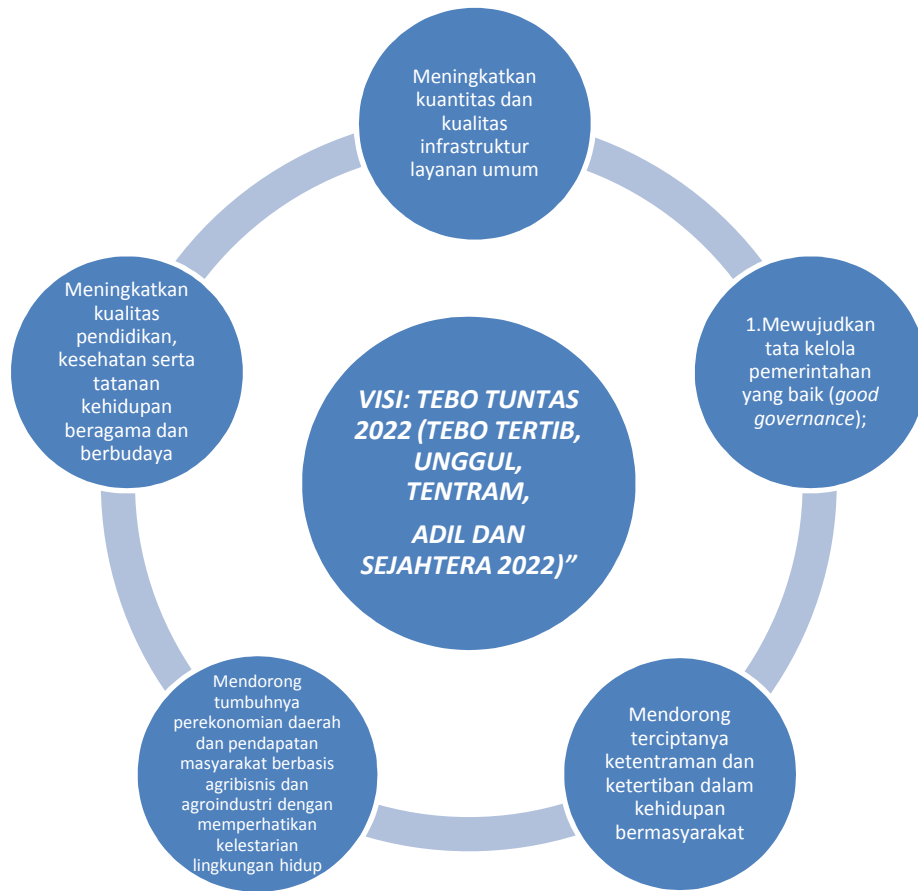 Meningkatkan
kuantitas dan
kualitas
infrastruktur
layanan umum
1.Mewujudkan
tata kelola
pemerintahan
yang baik (good
governance);
Mendorong
terciptanya
ketentraman dan
ketertiban dalam
kehidupan
bermasyarakat
Mendorong
tumbuhnya
perekonomian daerah
dan pendapatan
masyarakat berbasis
agribisnis dan
agroindustri dengan
memperhatikan
kelestarian
lingkungan hidup
Meningkatkan
kualitas
pendidikan,
kesehatan serta
tatanan
kehidupan
beragama dan
berbudaya
VISI: TEBO TUNTAS
2022 (TEBO TERTIB,
UNGGUL,
TENTRAM,
ADIL DAN
SEJAHTERA 2022)”